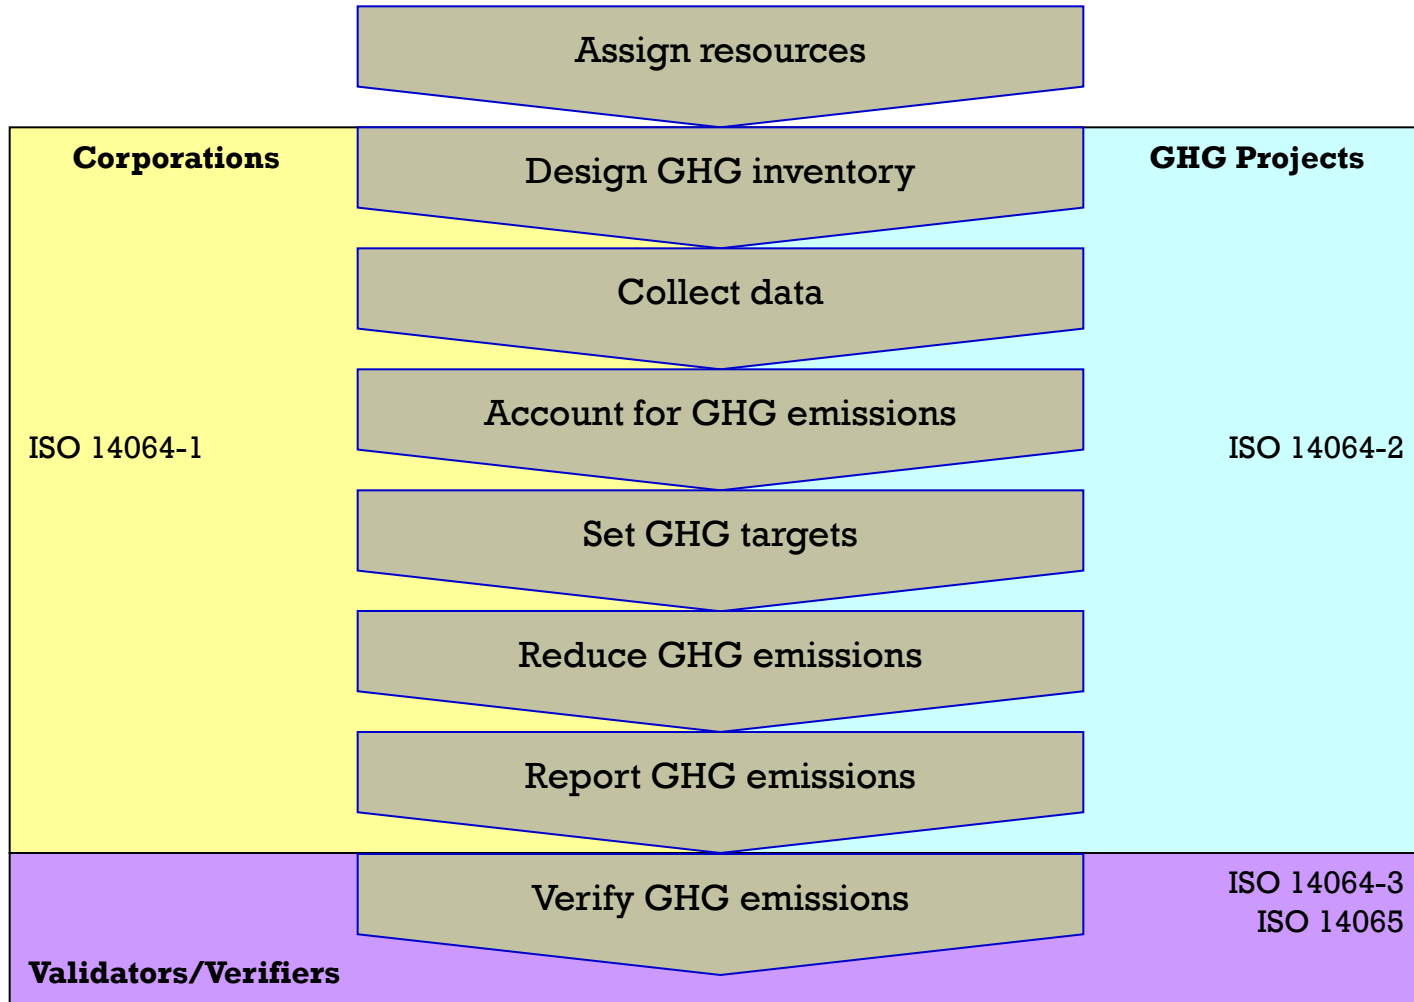 Assign resources
Corporations
Design GHG inventory
GHG Projects
Collect data
Account for GHG emissions
ISO 14064-1
ISO 14064-2
Set GHG targets
Reduce GHG emissions
Report GHG emissions
Verify GHG emissions
ISO 14064-3
ISO 14065
Validators/Verifiers